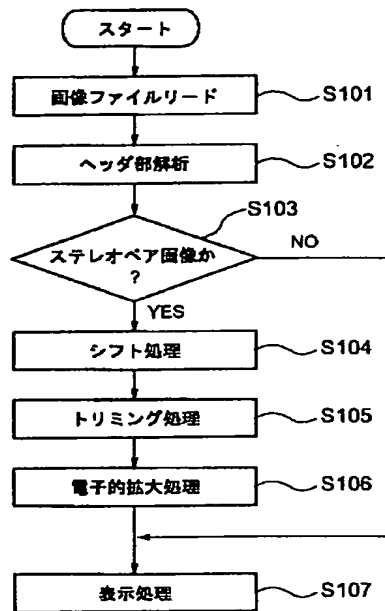 スタート
画像ファイルリード
S101
ヘッダ部解析
S102
S103
ステレオペア画像か
?
NO
YES
シフト処理
S104
トリミング処理
S105
電子的拡大処理
S106
表示処理
S107